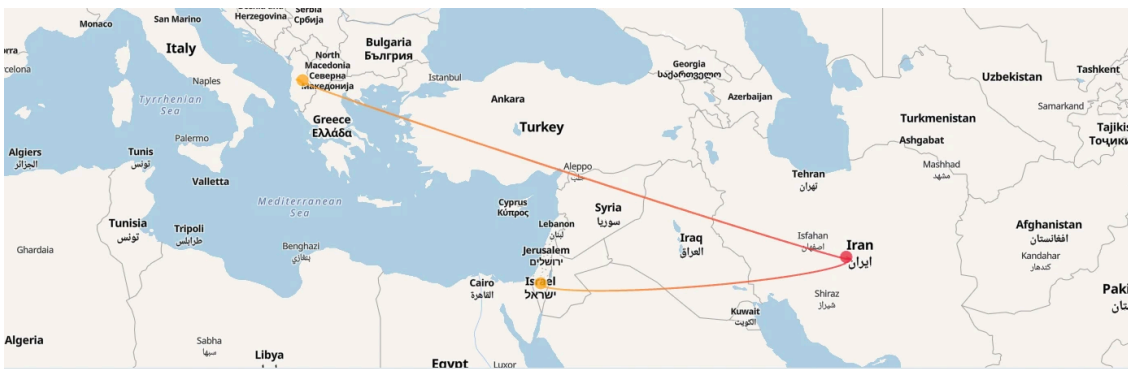 Monaco
San Marino
Herzegovina
Serbia
Србија
Italy
Bulgaria
България
North
Macedonia
Северна
Македонија
Naples
Tyrrhenian
Sea
Istanbul
Georgia
საქართველო
Uzbekistan
Tashkent
Ankara
Azerbaijan
Samarkand
Greece
Ελλάδα
Turkey
Turkmenistan
Ashgabat
Palermo
Algiers
الجزائر
Tunis
تونس
Valletta
Aleppo
حلب
Tehran
تهران
Mashhad
مشهد
Mediterranean
Sea
Cyprus
Κύπρος
Syria
سوريا
Lebanon
لبنان
Tunisia
تونس
Tripoli
طرابلس
Benghazi
بنغازي
Ghardaia
Jerusalem
ירושלים
Iraq
العراق
Isfahan
اصفهان
Iran
ایران
Afghanistan
افغانستان
Kandahar
کندهار
Cairo
القاهرة
Israel
ישראל
Shiraz
شیراز
Kuwait
الكويت
Algeria
Sabha
سبها
Libya
Egypt
Luxor